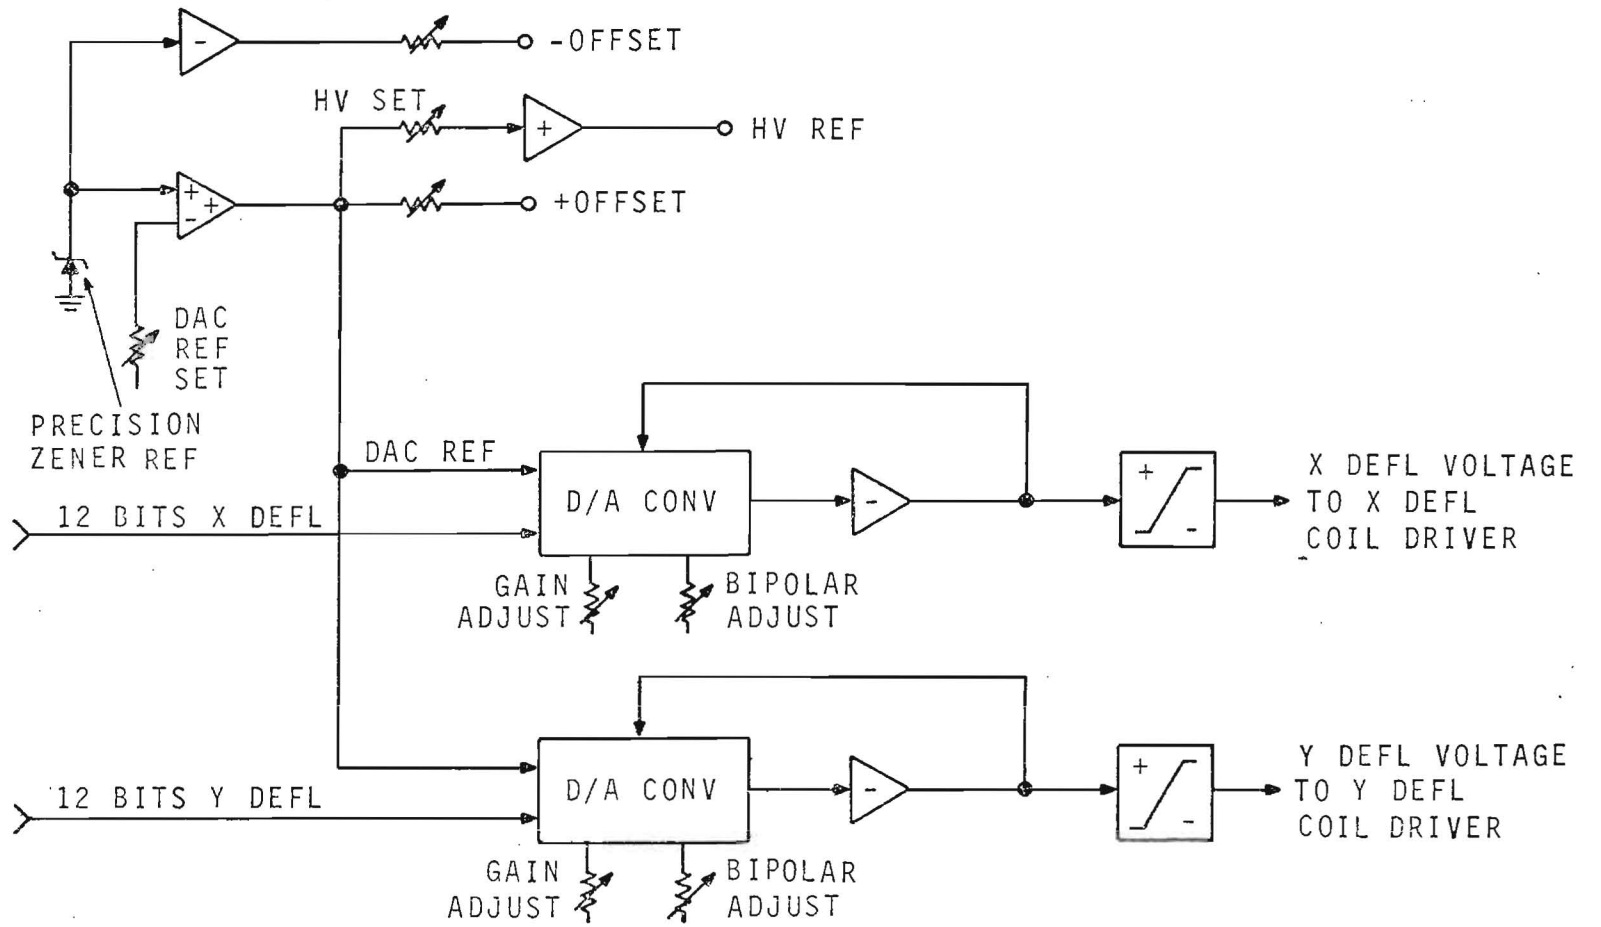 -
-OFFSET
HV SET
+
HV REF
+
+
-
+OFFSET
DAC
REF
SET
PRECISION
ZENER REF
DAC REF
12 BITS X DEFL
D/A CONV
-
+
-
X DEFL VOLTAGE
TO X DEFL
COIL DRIVER
GAIN
ADJUST
BIPOLAR
ADJUST
12 BITS Y DEFL
D/A CONV
-
+
-
Y DEFL VOLTAGE
TO Y DEFL
COIL DRIVER
GAIN
ADJUST
BIPOLAR
ADJUST